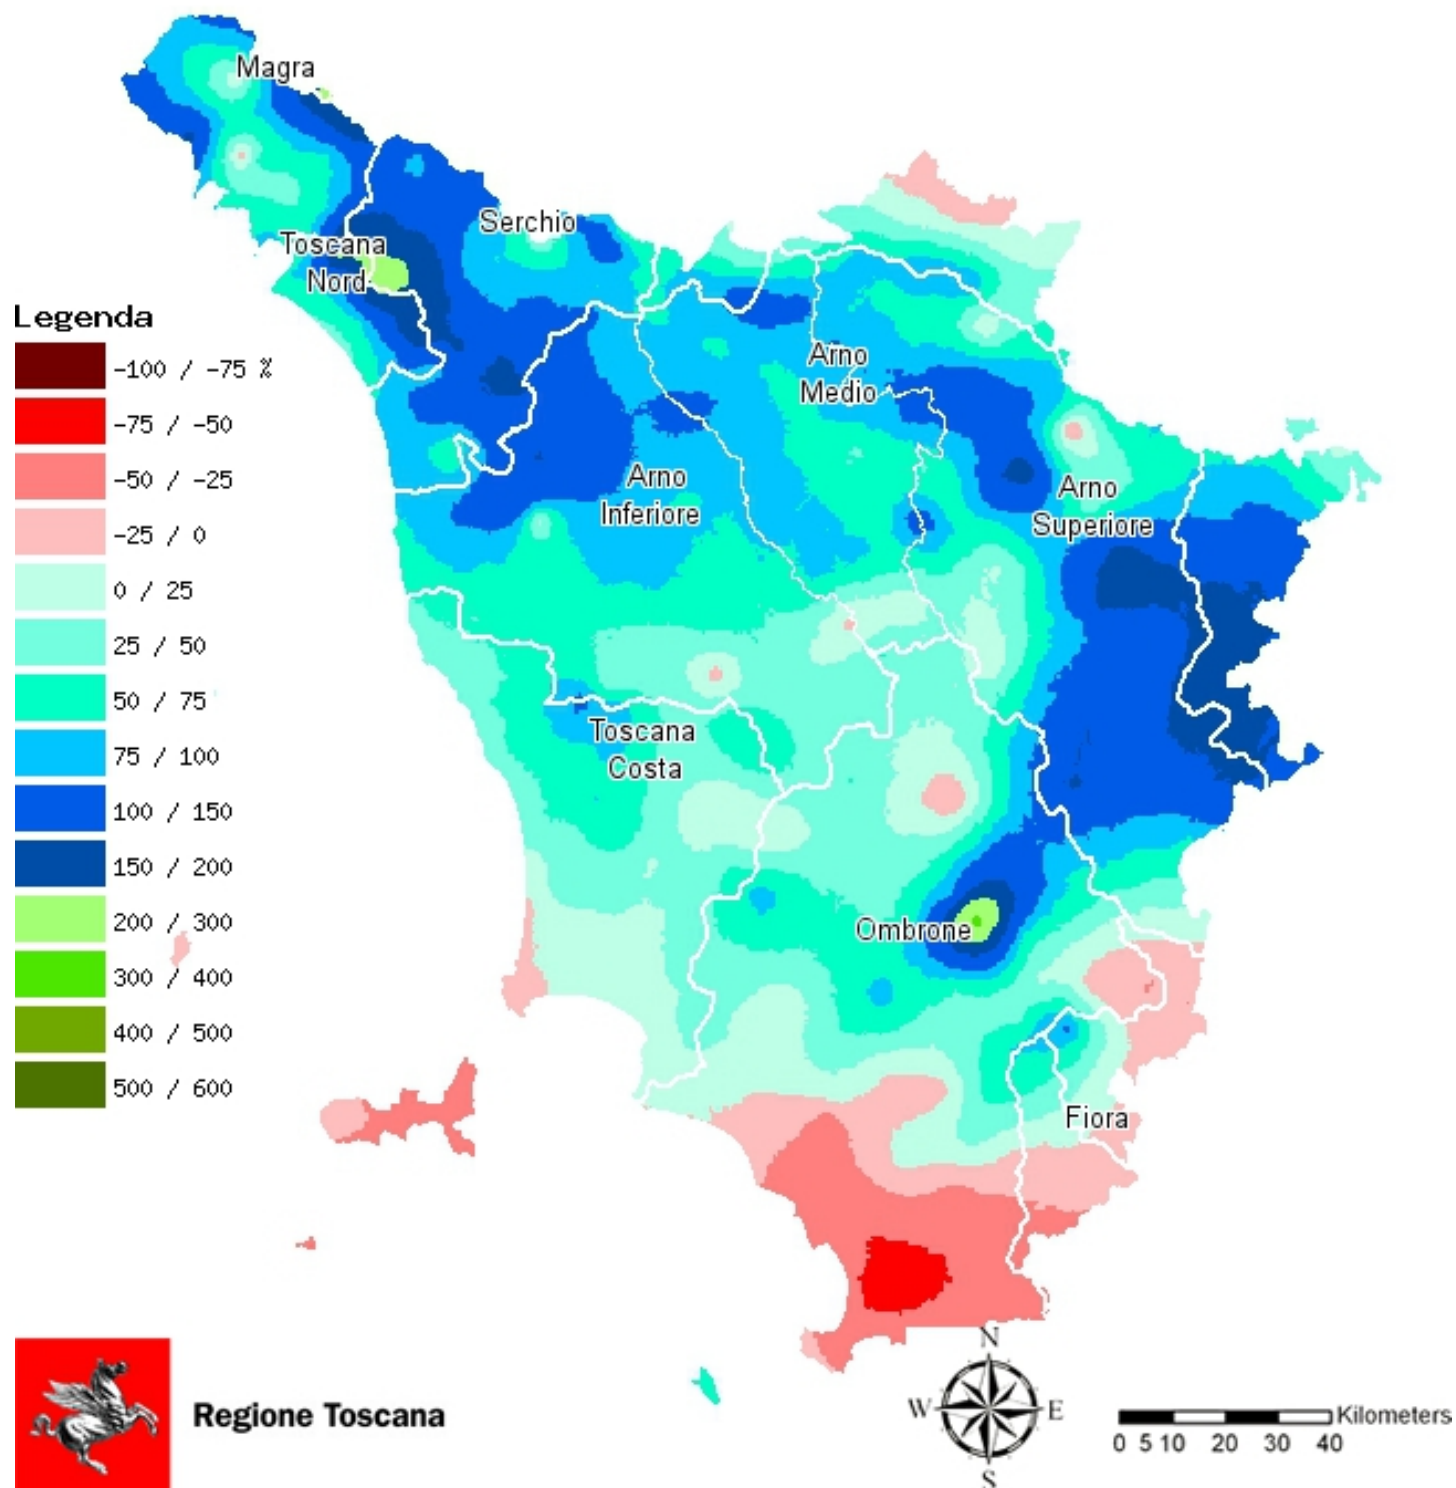 Magra
Serchio
Toscana
Nord
Legenda
-100 / -75 %
-75 / -50
-50 / -25
-25 / 0
0 / 25
25 / 50
50 / 75
75 / 100
100 / 150
150 / 200
200 / 300
300 / 400
400 / 500
500 / 600
Arno
Medio
Arno
Inferiore
Arno
Superiore
Toscana
Costa
Ombrone
Fiora
Regione Toscana
N
W
E
S
Kilometers
0 5 10 20 30 40